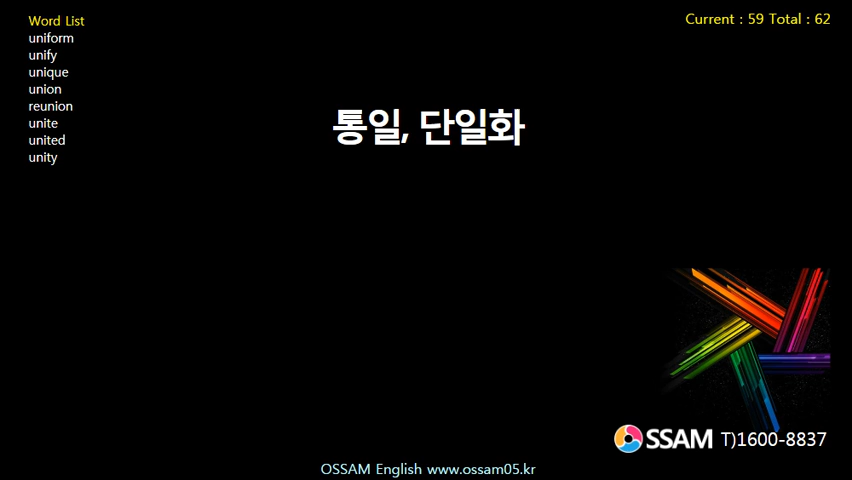 Word List
uniform
unify
unique
union
reunion
unite
united
unity
Current : 59 Total : 62
통일, 단일화
OSSAM T)1600-8837
OSSAM English www.ossam05.kr